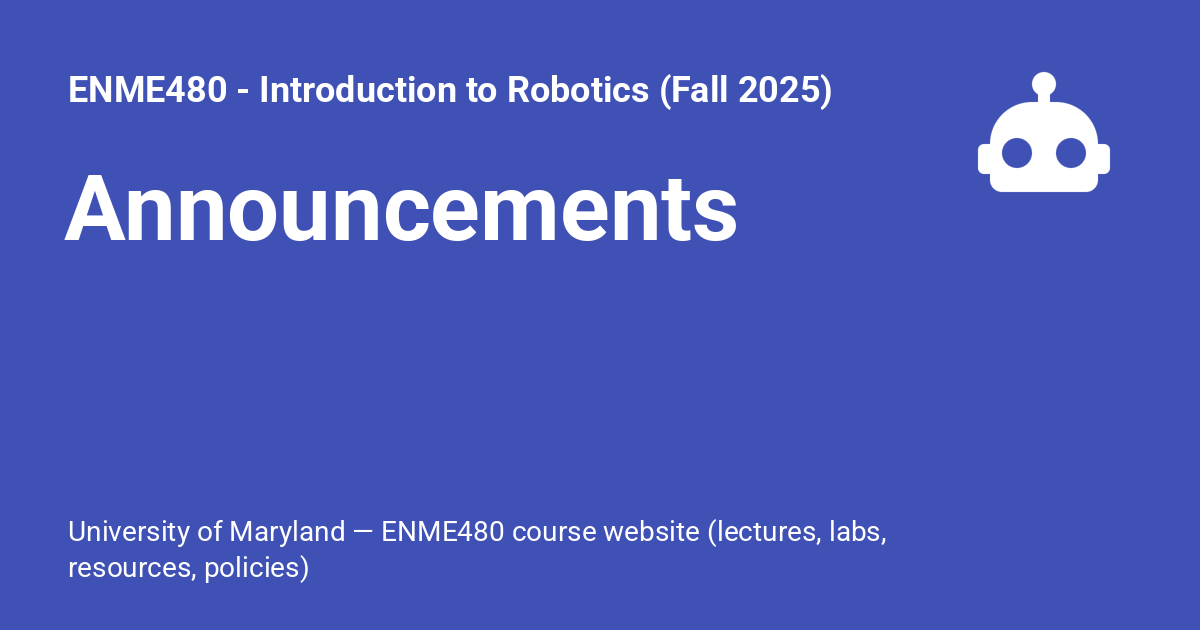 ENME480 - Introduction to Robotics (Fall 2025)
Announcements
University of Maryland — ENME480 course website (lectures, labs,
resources, policies)